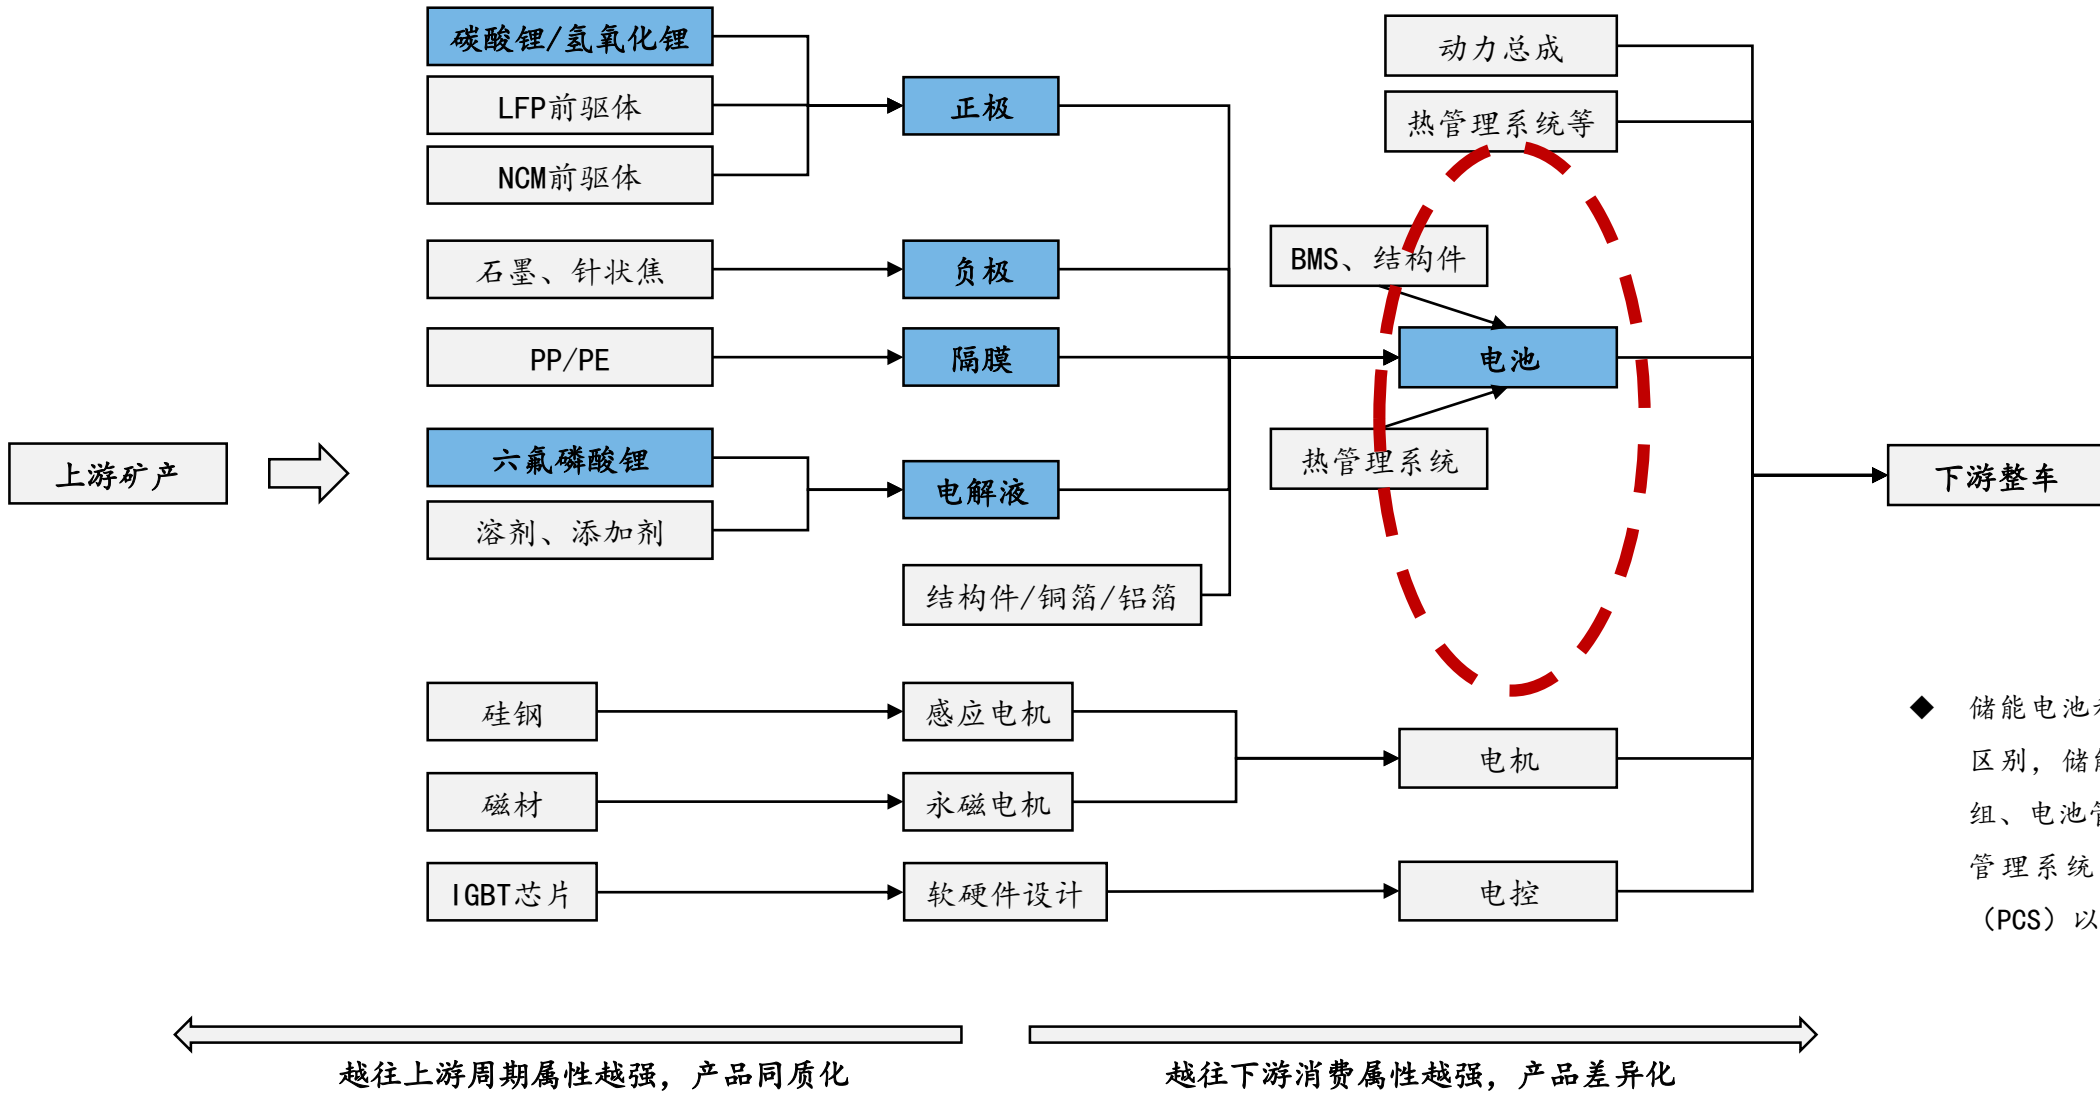 碳酸锂/氢氧化锂
LFP前驱体
NCM前驱体
石墨、针状焦
PP/PE
六氟磷酸锂
溶剂、添加剂
上游矿产
正极
负极
隔膜
电解液
结构件/铜箔/铝箔
动力总成
热管理系统等
BMS、结构件
电池
热管理系统
下游整车
硅钢
磁材
IGBT芯片
感应电机
永磁电机
软硬件设计
电机
电控
◆ 储能电池
区别，储
组、电池
管理系统
（PCS）以
越往上游周期属性越强，产品同质化
越往下游消费属性越强，产品差异化